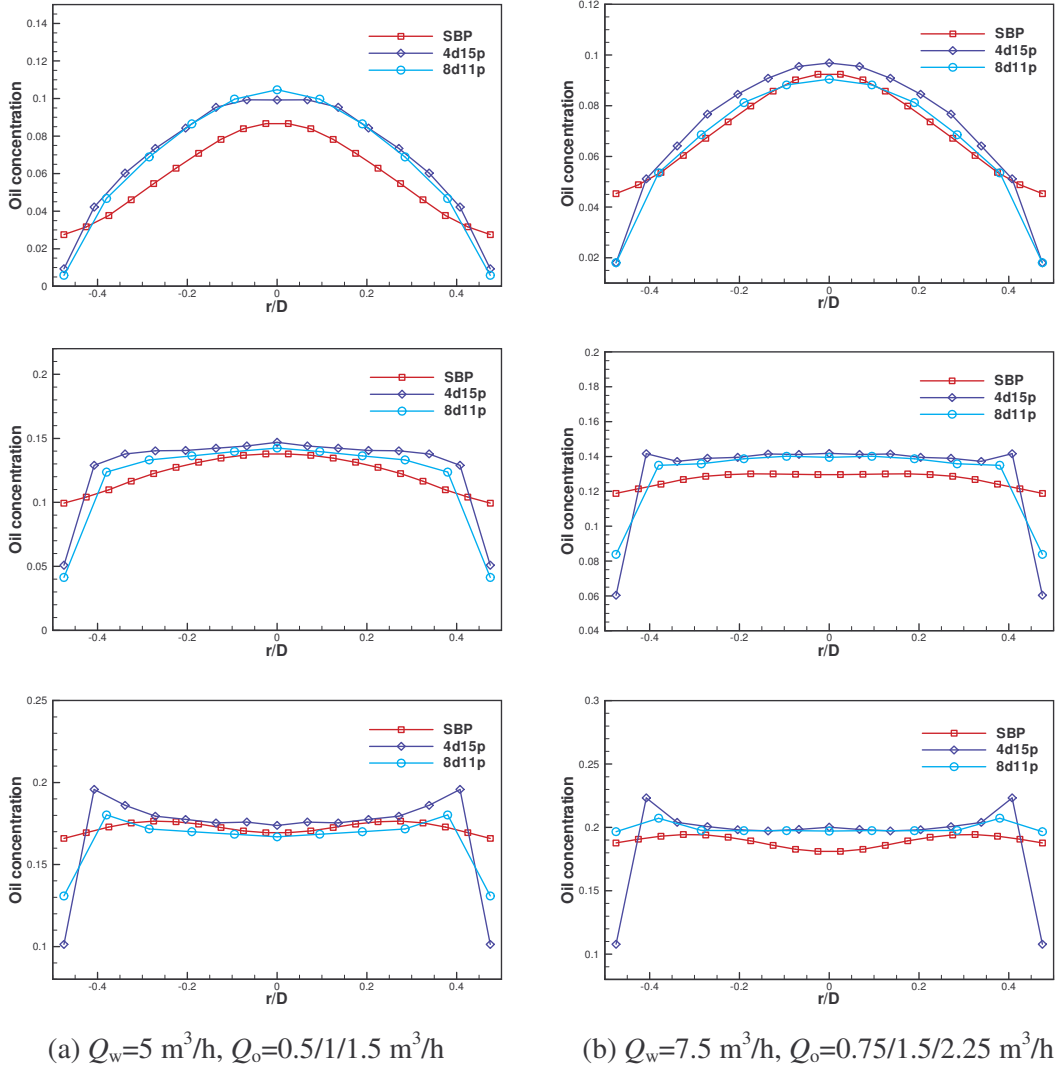 0.14
0.12
0.1
0.08
0.06
0.04
0.02
0
Oil concentration
SBP
4d15p
8d11p
-0.4 -0.2 0 0.2 0.4
r/D
0.12
0.1
0.08
0.06
0.04
0.02
Oil concentration
SBP
4d15p
8d11p
-0.4 -0.2 0 0.2 0.4
r/D
0.2
0.15
0.1
0.05
0
Oil concentration
SBP
4d15p
8d11p
-0.4 -0.2 0 0.2 0.4
r/D
0.2
0.18
0.16
0.14
0.12
0.1
0.08
0.06
0.04
Oil concentration
SBP
4d15p
8d11p
-0.4 -0.2 0 0.2 0.4
r/D
0.25
0.2
0.15
0.1
Oil concentration
SBP
4d15p
8d11p
-0.4 -0.2 0 0.2 0.4
r/D
0.3
0.25
0.2
0.15
0.1
Oil concentration
SBP
4d15p
8d11p
-0.4 -0.2 0 0.2 0.4
r/D
(a) Qw=5 m³/h, Qo=0.5/1/1.5 m³/h
(b) Qw=7.5 m³/h, Qo=0.75/1.5/2.25 m³/h